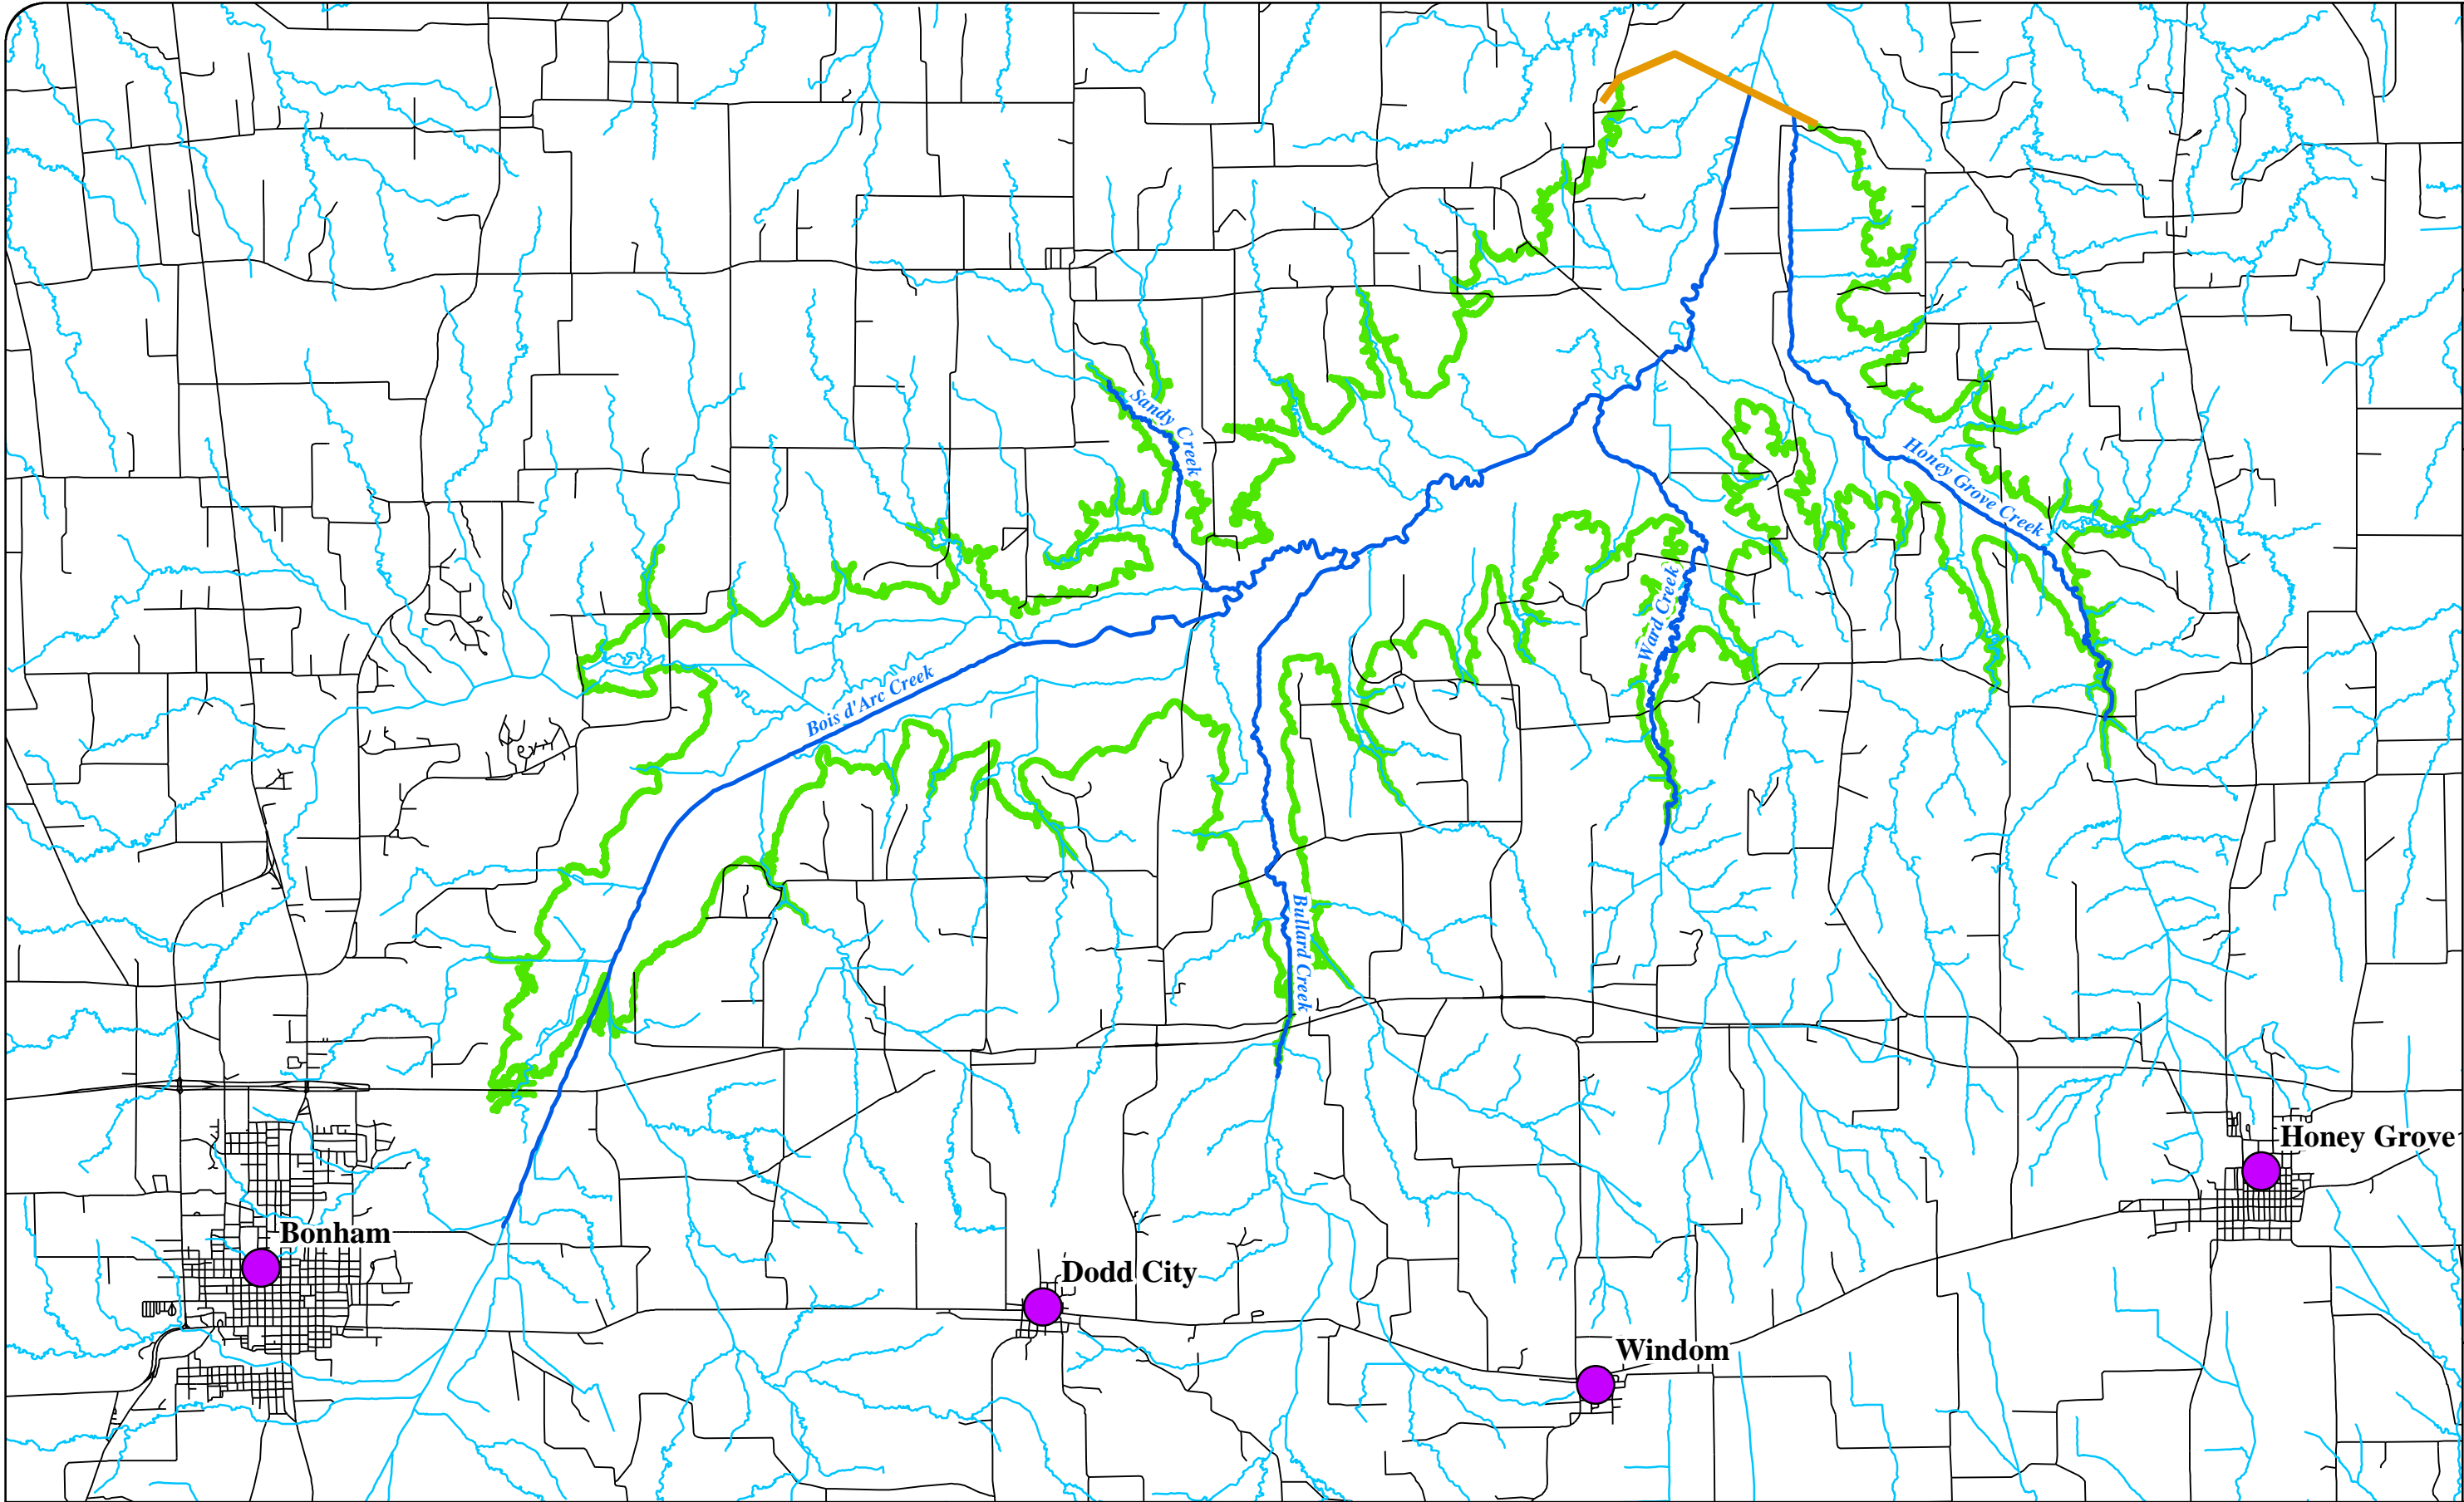 Sandy Creek
Honey Grove Creek
Ward Creek
Bois d'Arc Creek
Bullard Creek
Honey Grove
Bonham
Dodd City
Windom